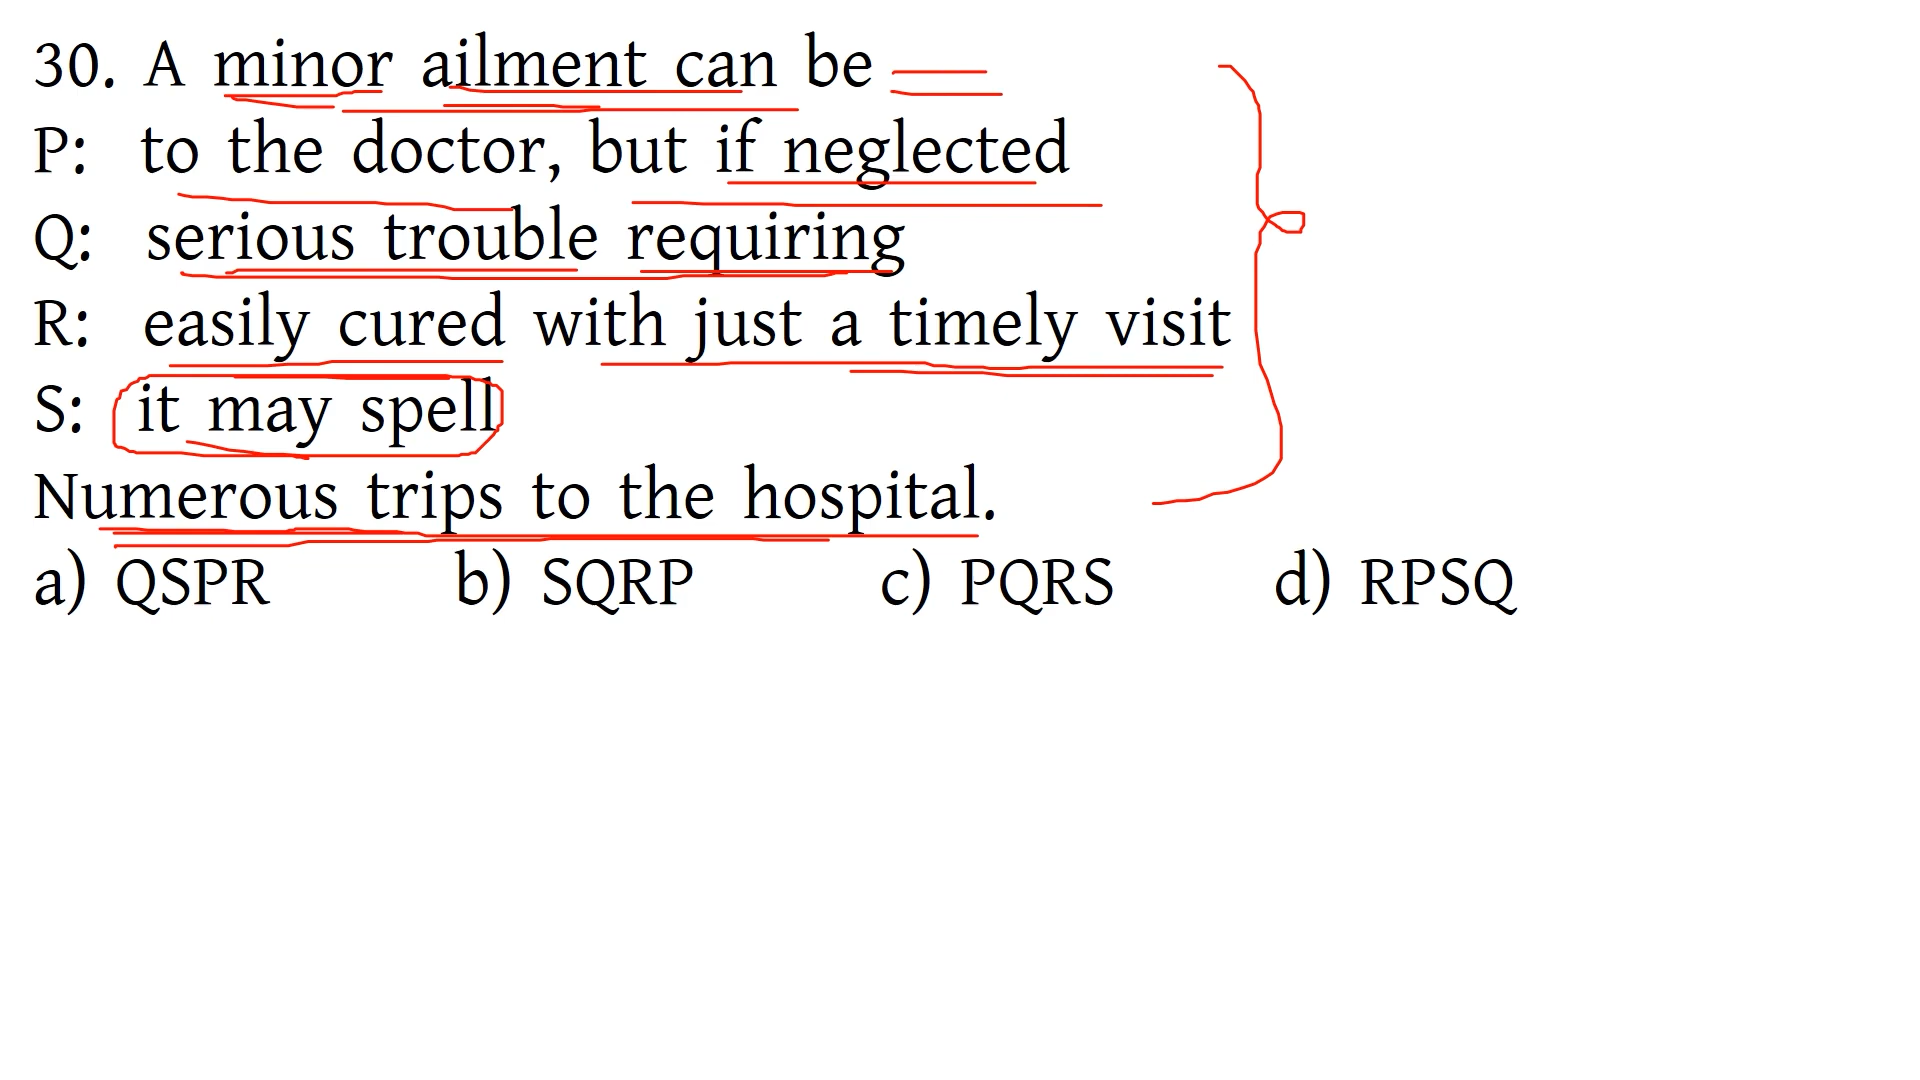 30. A minor ailment can be
P: to the doctor, but if neglected
Q: serious trouble requiring
R: easily cured with just a timely visit
S: it may spell
Numerous trips to the hospital.
a) QSPR b) SQRP c) PQRS d) RPSQ